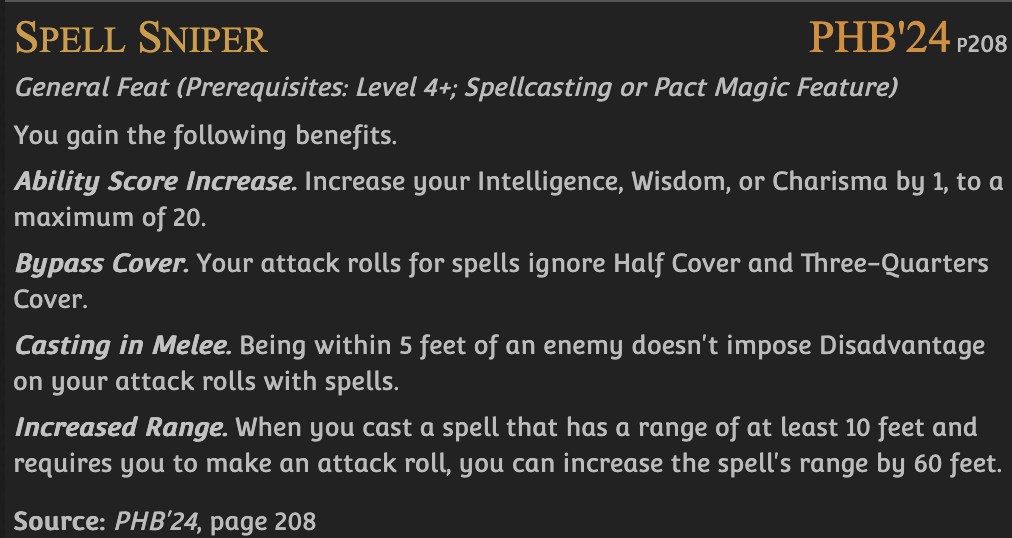 SPELL SNIPER PHB'24 P208
General Feat (Prerequisites: Level 4+; Spellcasting or Pact Magic Feature)
You gain the following benefits.
Ability Score Increase. Increase your Intelligence, Wisdom, or Charisma by 1, to a
maximum of 20.
Bypass Cover. Your attack rolls for spells ignore Half Cover and Three-Quarters
Cover.
Casting in Melee. Being within 5 feet of an enemy doesn't impose Disadvantage
on your attack rolls with spells.
Increased Range. When you cast a spell that has a range of at least 10 feet and
requires you to make an attack roll, you can increase the spell's range by 60 feet.
Source: PHB'24, page 208